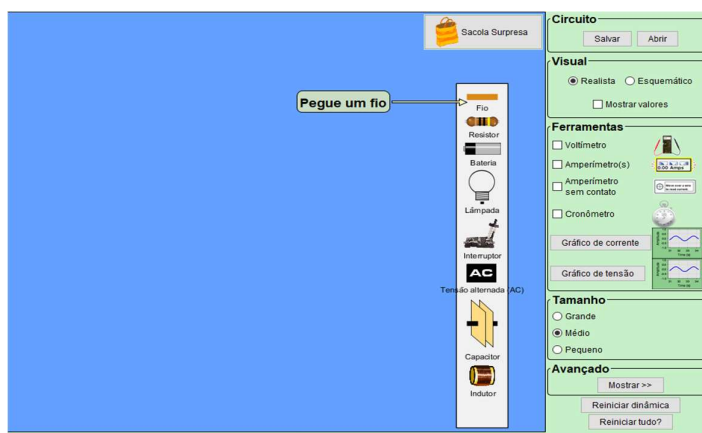 Sacola Surpresa
Pegue um fio
Fio
Resistor
Bateria
Lâmpada
Interruptor
AC
Tensão alternada (AC)
Capacitor
Indutor
Circuito
Salvar
Abrir
Visual
Realista
Esquemático
Mostrar valores
Ferramentas
Voltímetro
Amperímetro(s)
0.00 Amps
Amperímetro
sem contato
Cronômetro
Gráfico de corrente
Gráfico de tensão
Tamanho
Grande
Médio
Pequeno
Avançado
Mostrar >>
Reiniciar dinâmica
Reiniciar tudo?